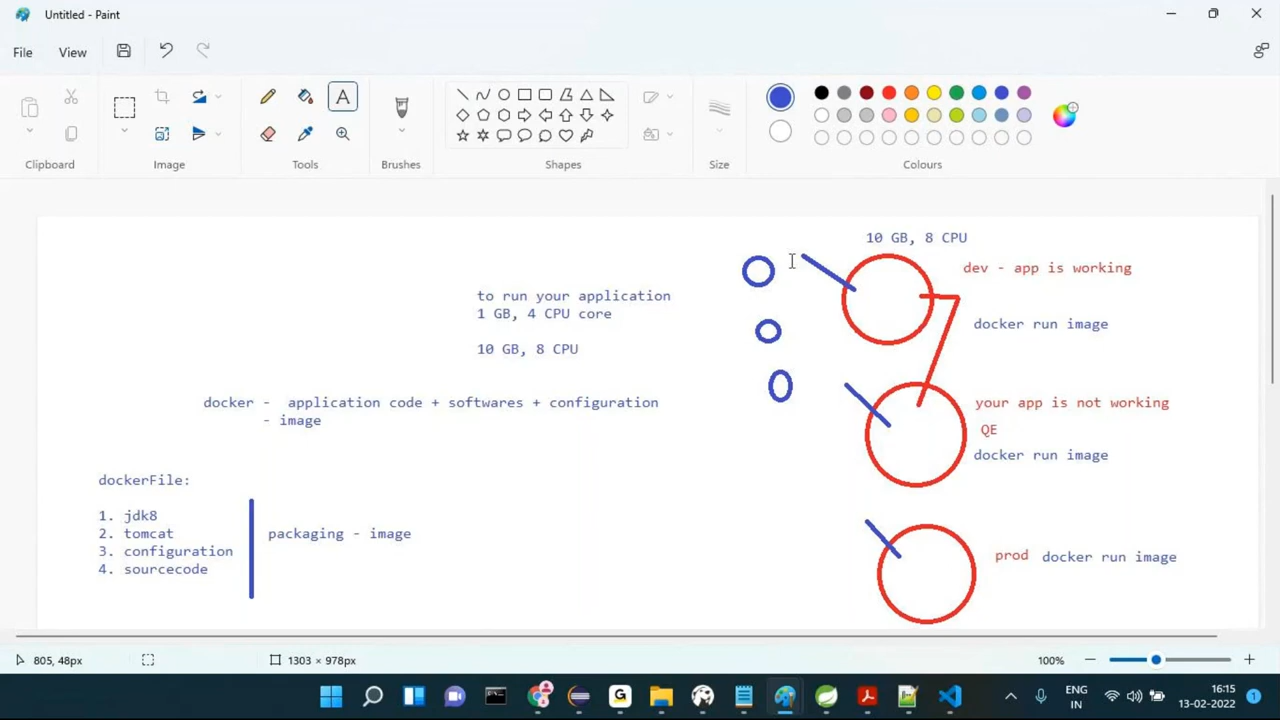 Untitled - Paint
File
View
Clipboard
Image
Tools
Brushes
Shapes
Size
Colours
A
10 GB, 8 CPU
dev - app is working
to run your application
1 GB, 4 CPU core
docker run image
10 GB, 8 CPU
docker -  application code + softwares + configuration
- image
your app is not working
QE
docker run image
dockerFile:
1. jdk8
2. tomcat
3. configuration
4. sourcecode
packaging - image
prod
docker run image
805, 48px
1303 × 978px
100%
ENG
IN
16:15
13-02-2022
1